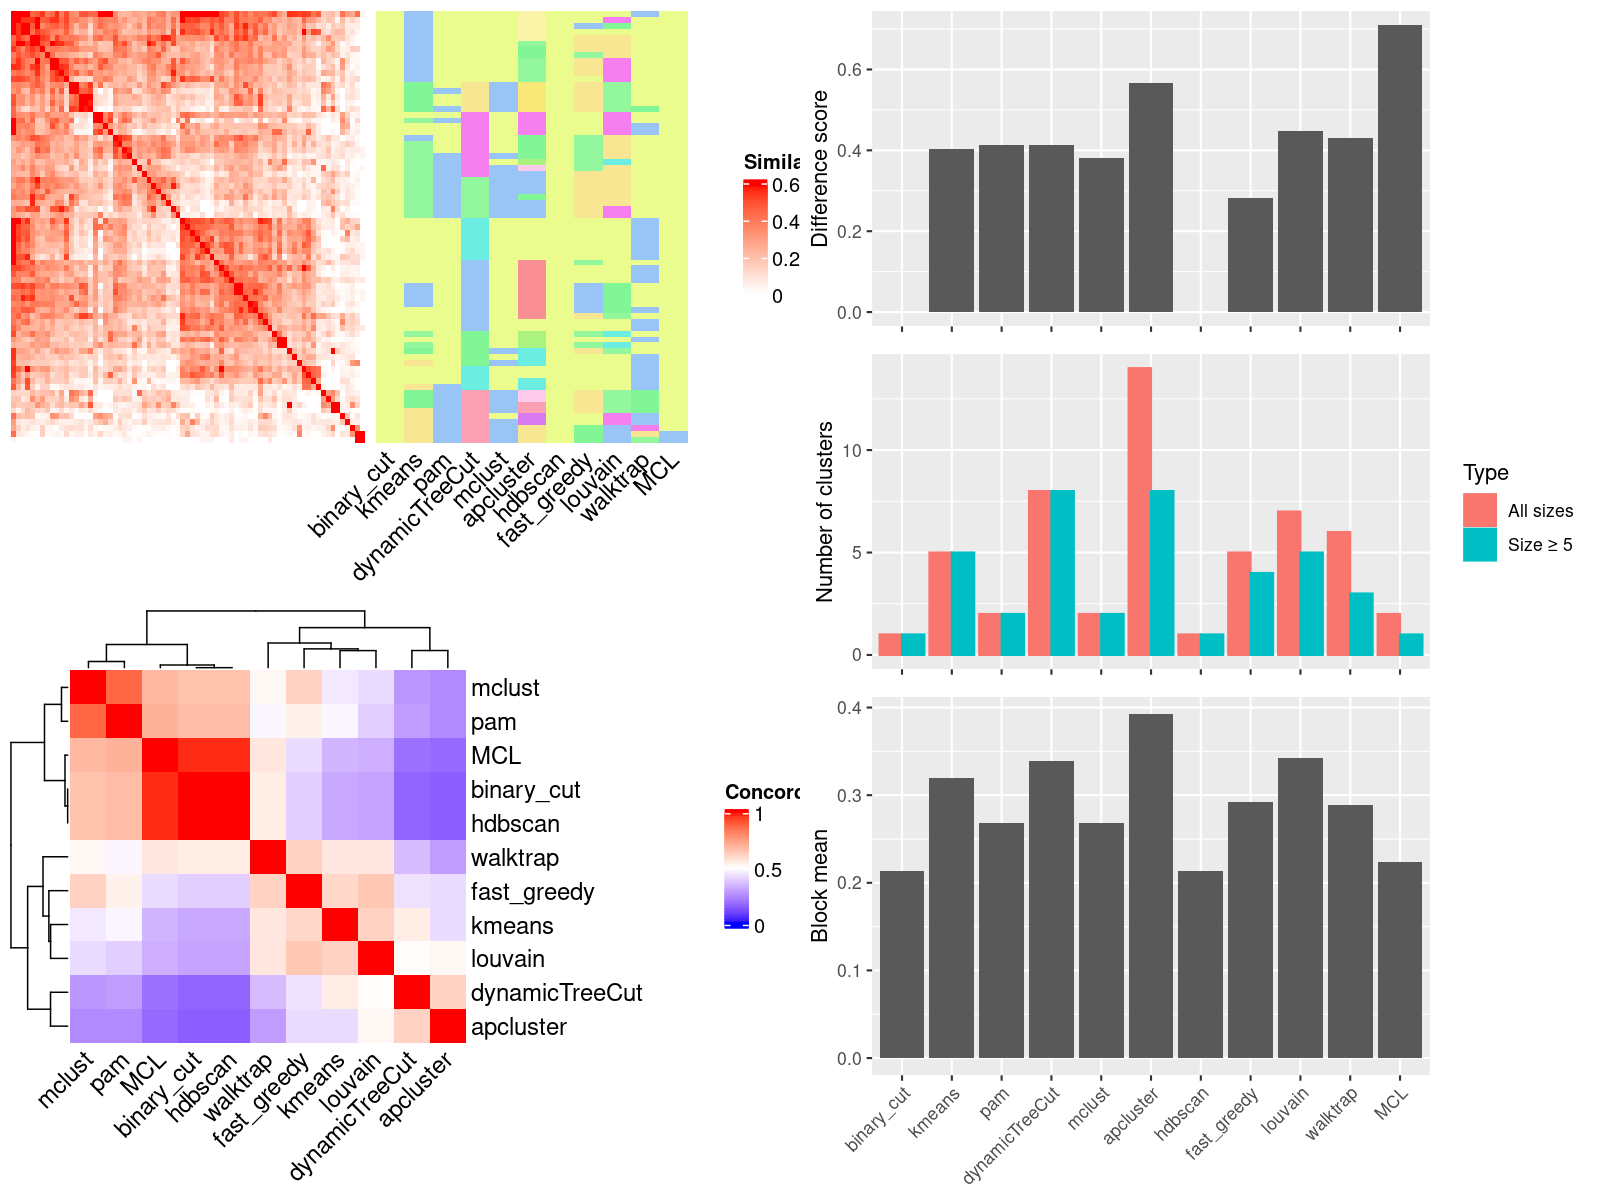 Simila
0.6
0.4
0.2
0
binary_cut
kmeans
pam
dynamicTreeCut
mclust
apcluster
hdbscan
fast_greedy
louvain
walktrap
MCL
mclust
pam
MCL
binary_cut
hdbscan
walktrap
fast_greedy
kmeans
louvain
dynamicTreeCut
apcluster
Concord
1
0.5
0
mclust
pam
MCL
binary_cut
hdbscan
walktrap
fast_greedy
kmeans
louvain
dynamicTreeCut
apcluster
Difference score
0.6
0.4
0.2
0.0
Number of clusters
10
5
0
Type
All sizes
Size ≥ 5
Block mean
0.4
0.3
0.2
0.1
0.0
binary_cut
kmeans
pam
dynamicTreeCut
mclust
apcluster
hdbscan
fast_greedy
louvain
walktrap
MCL